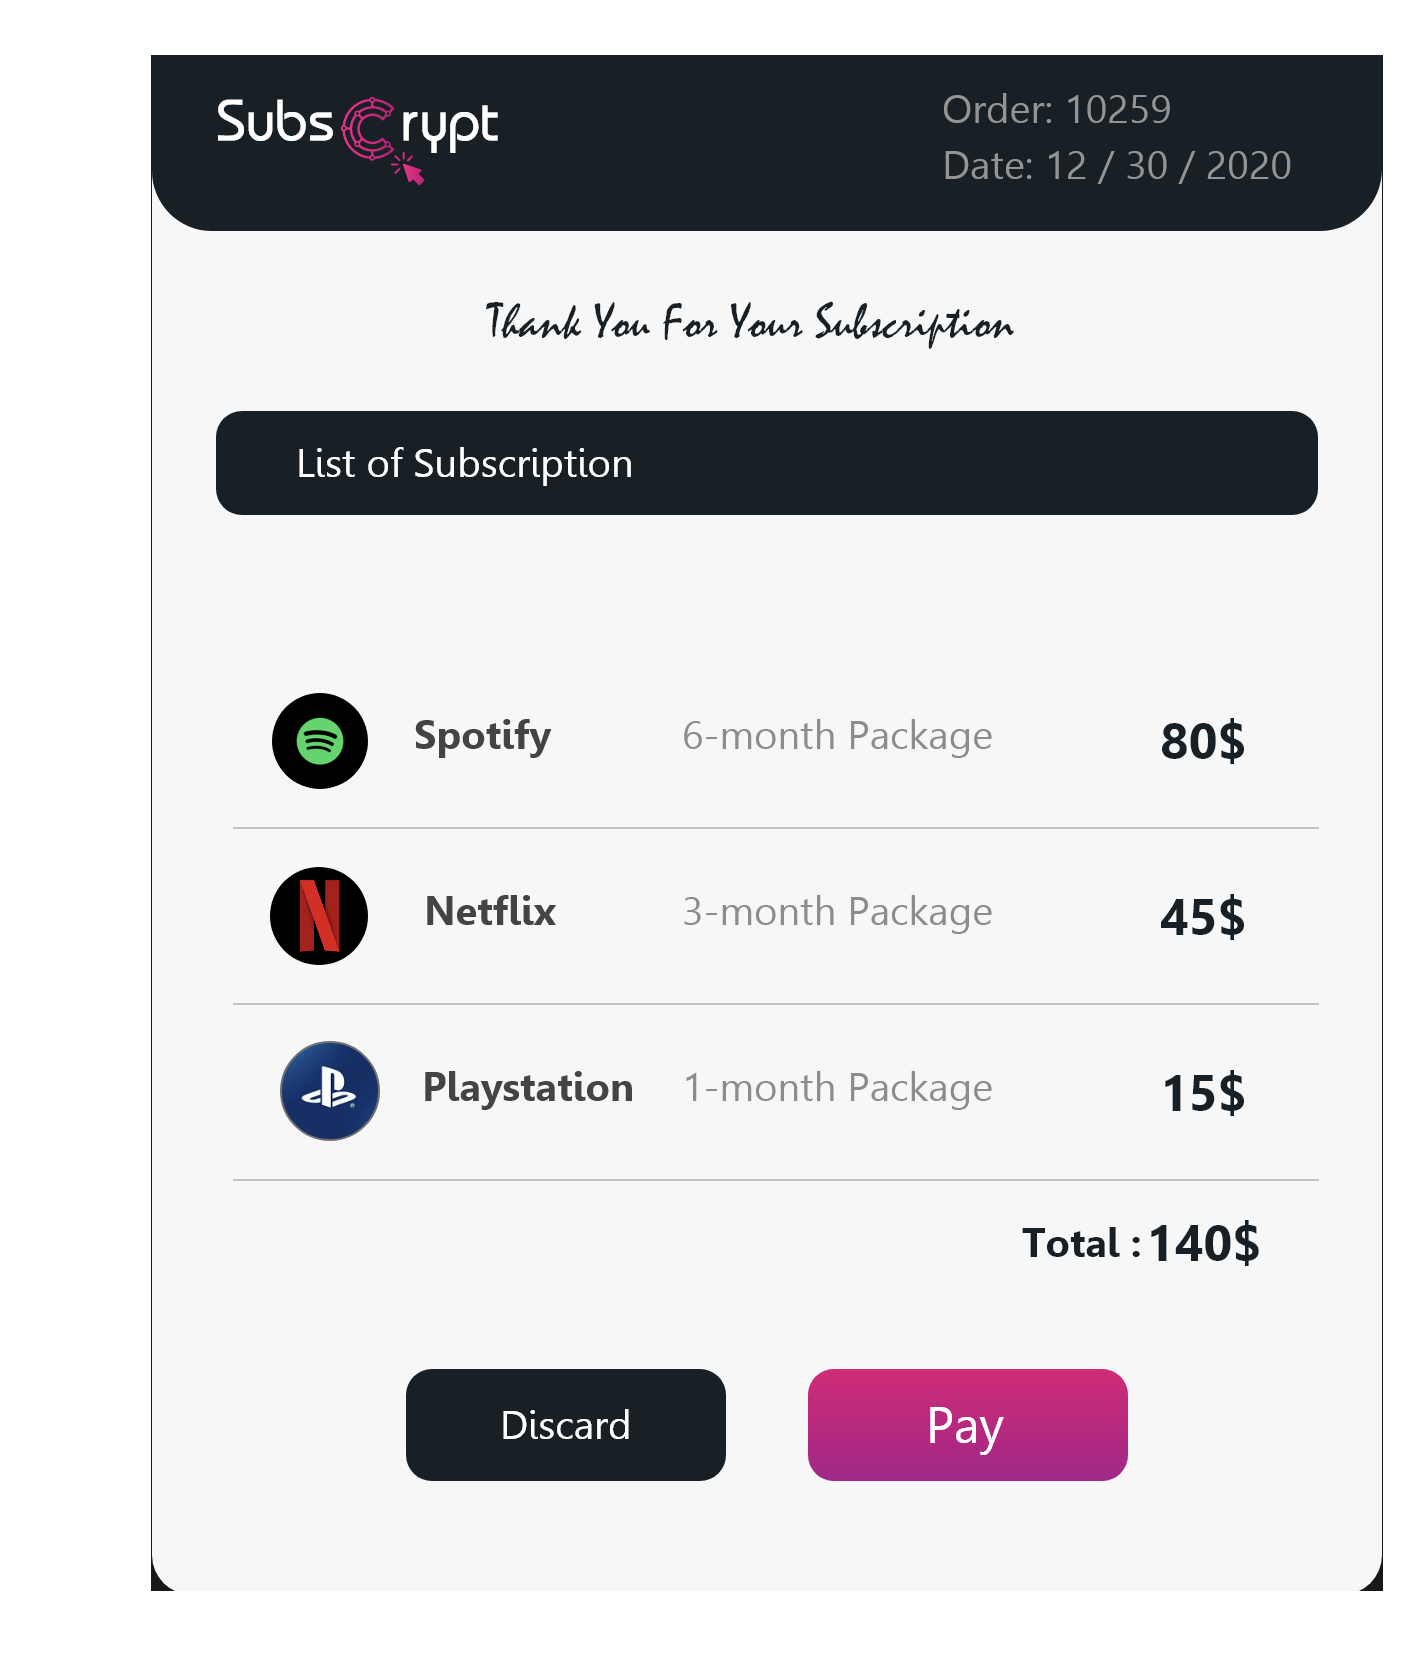 SubsCrypt
Order: 10259
Date: 12 / 30 / 2020
Thank You For Your Subscription
List of Subscription
Spotify 6-month Package 80$
Netflix 3-month Package 45$
Playstation 1-month Package 15$
Total : 140$
Discard Pay